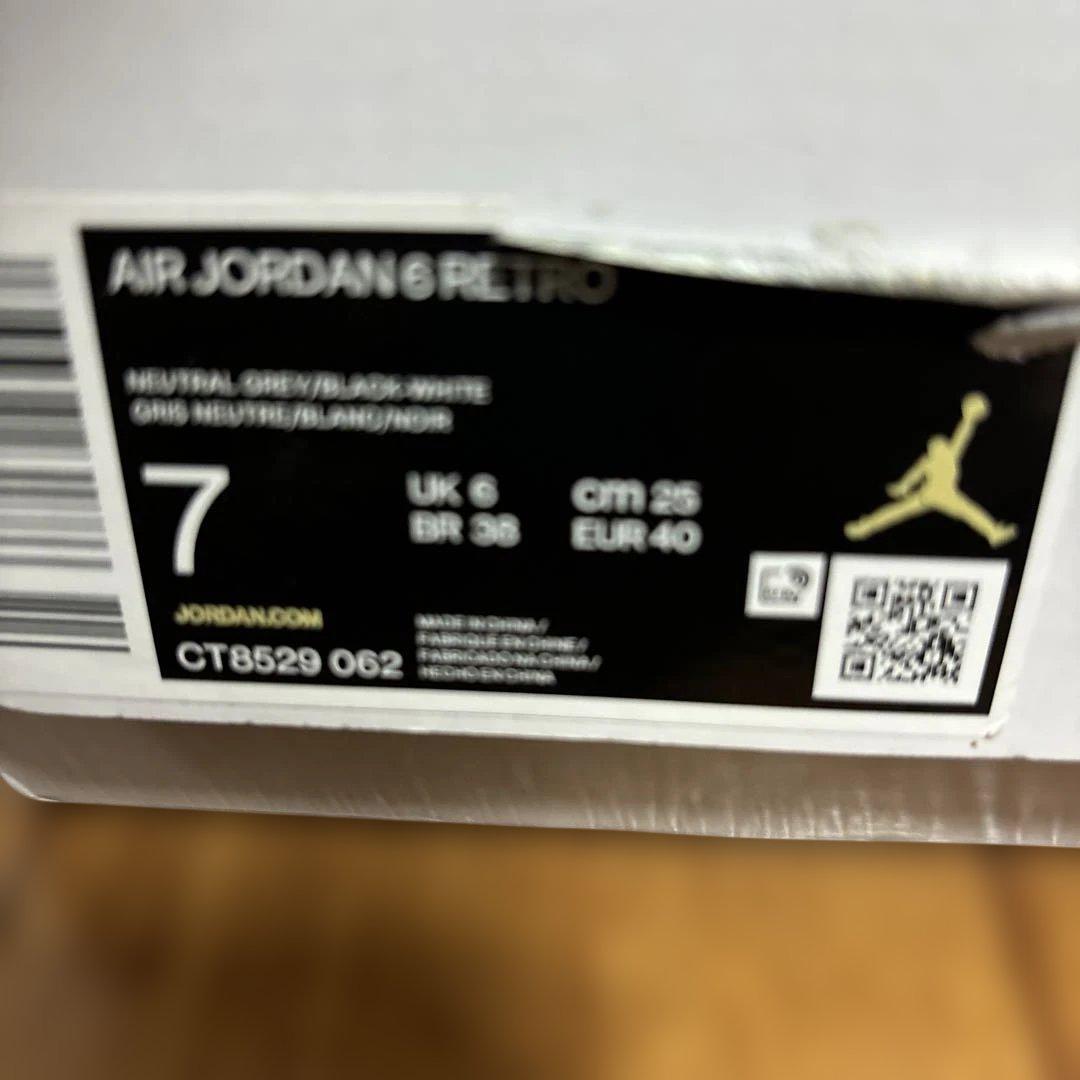 AIR JORDAN 6 RETRO
NEUTRAL GREY/BLACK-WHITE
GRIS NEUTRE/BLANC/NOIR
7
UK 6
cm 25
BR 38
EUR 40
JORDAN.COM
CT8529 062
MADE IN CHINA/
FABRIQUE EN CHINE/
FABRICADO NA CHINA/
HECHO EN CHINA